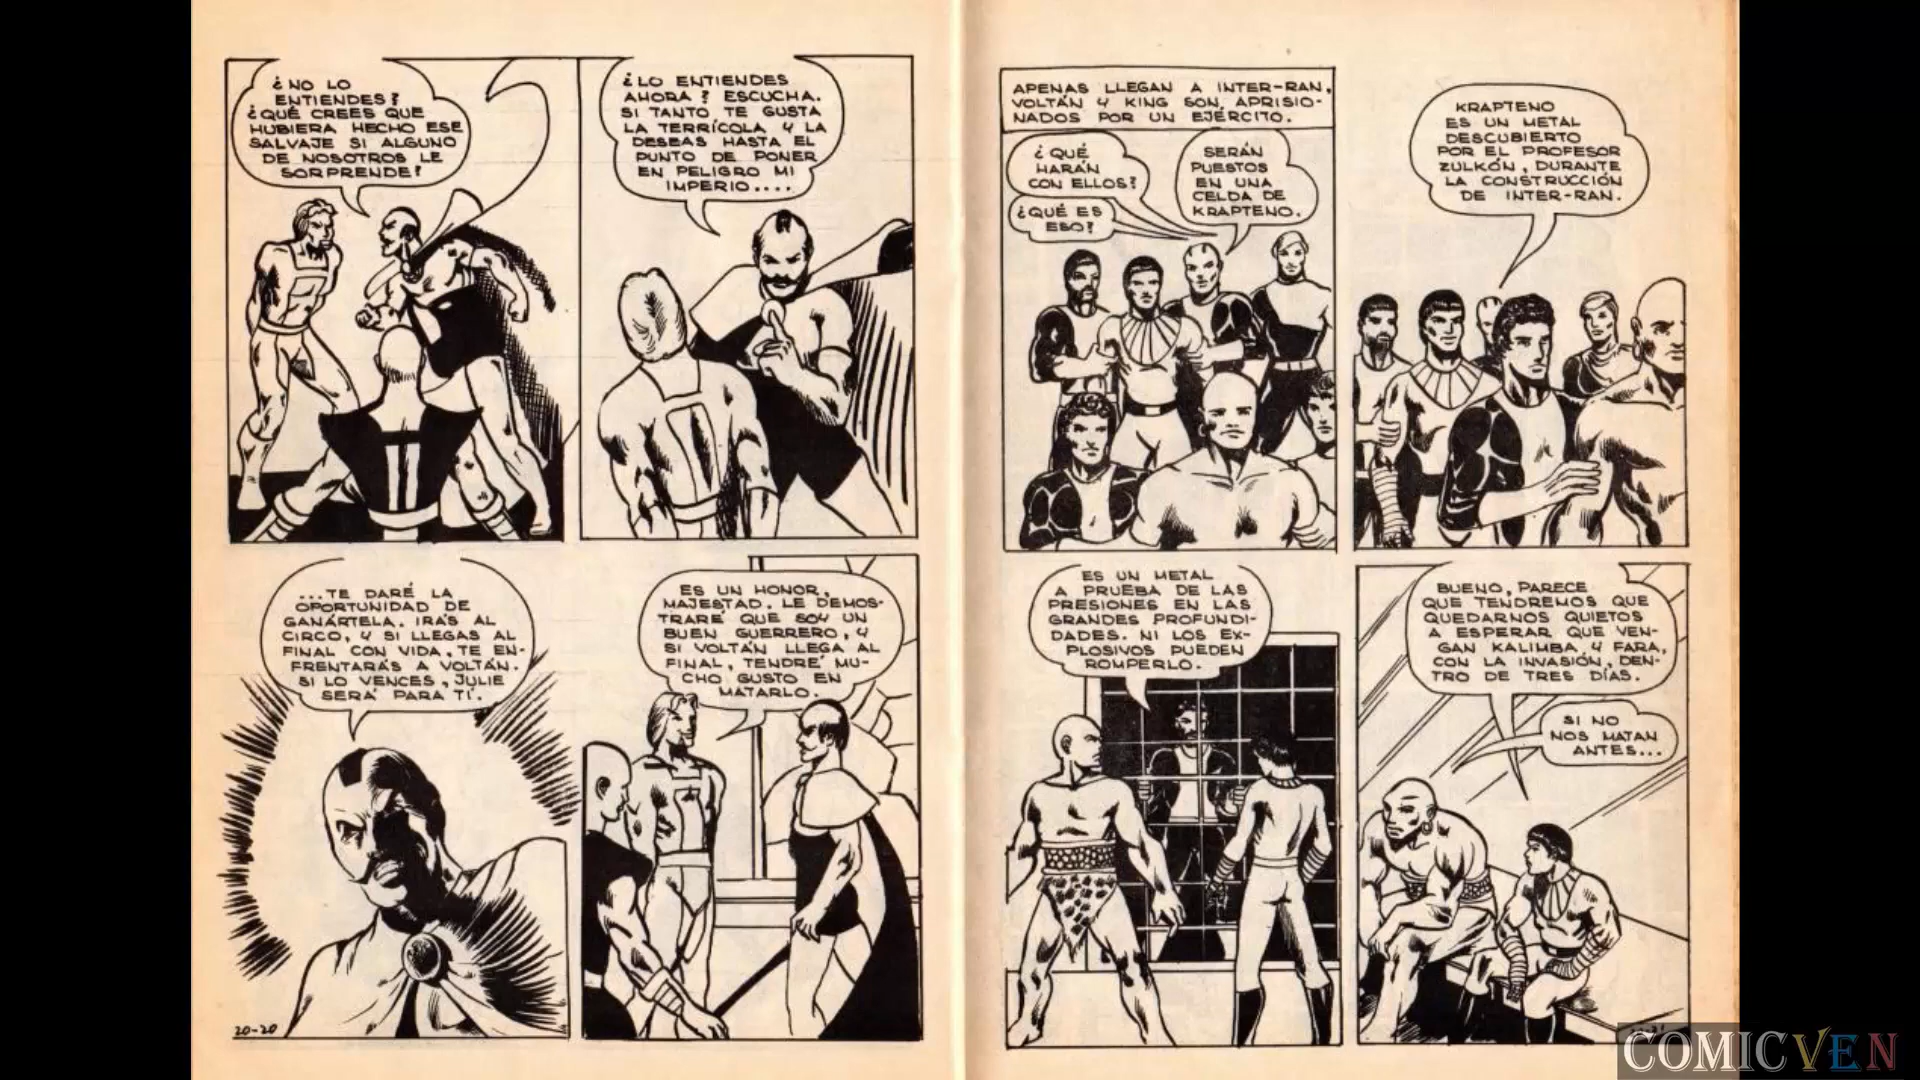 ¿NO LO
ENTIENDES?
¿QUÉ CREES QUE
HUBIERA HECHO ESE
SALVAJE SI ALGUNO
DE NOSOTROS LE
SORPRENDE?
¿LO ENTIENDES
AHORA? ESCUCHA.
SI TANTO TE GUSTA
LA TERRÍCOLA, Y LA
DESEAS HASTA EL
PUNTO DE PONER
EN PELIGRO MI
IMPERIO....
...TE DARÉ LA
OPORTUNIDAD DE
GANÁRTELA. IRÁS AL
CIRCO, Y SI LLEGAS AL
FINAL CON VIDA, TE EN-
FRENTARÁS A VOLTÁN.
SI LO VENCES, JULIE
SERÁ PARA TÍ.
20-20
ES UN HONOR,
MAJESTAD. LE DEMOS-
TRARÉ QUE SOY UN
BUEN GUERRERO, Y
SI VOLTÁN LLEGA AL
FINAL, TENDRÉ MU-
CHO GUSTO EN
MATARLO.
APENAS LLEGAN A INTER-RAN,
VOLTÁN Y KING SON APRISIO-
NADOS POR UN EJÉRCITO.
¿QUÉ
HARÁN
CON ELLOS?
SERÁN
PUESTOS
EN UNA
CELDA DE
KRAPTENO.
¿QUÉ ES
ESO?
KRAPTENO
ES UN METAL
DESCUBIERTO
POR EL PROFESOR
ZULKÓN, DURANTE
LA CONSTRUCCIÓN
DE INTER-RAN.
ES UN METAL
A PRUEBA DE LAS
PRESIONES EN LAS
GRANDES PROFUNDI-
DADES. NI LOS EX-
PLOSIVOS PUEDEN
ROMPERLO.
BUENO, PARECE
QUE TENDREMOS QUE
QUEDARNOS QUIETOS
A ESPERAR QUE VEN-
GAN KALIMBA Y FARA,
CON LA INVASIÓN, DEN-
TRO DE TRES DÍAS.
SI NO
NOS MATAN
ANTES...
COMICVEN